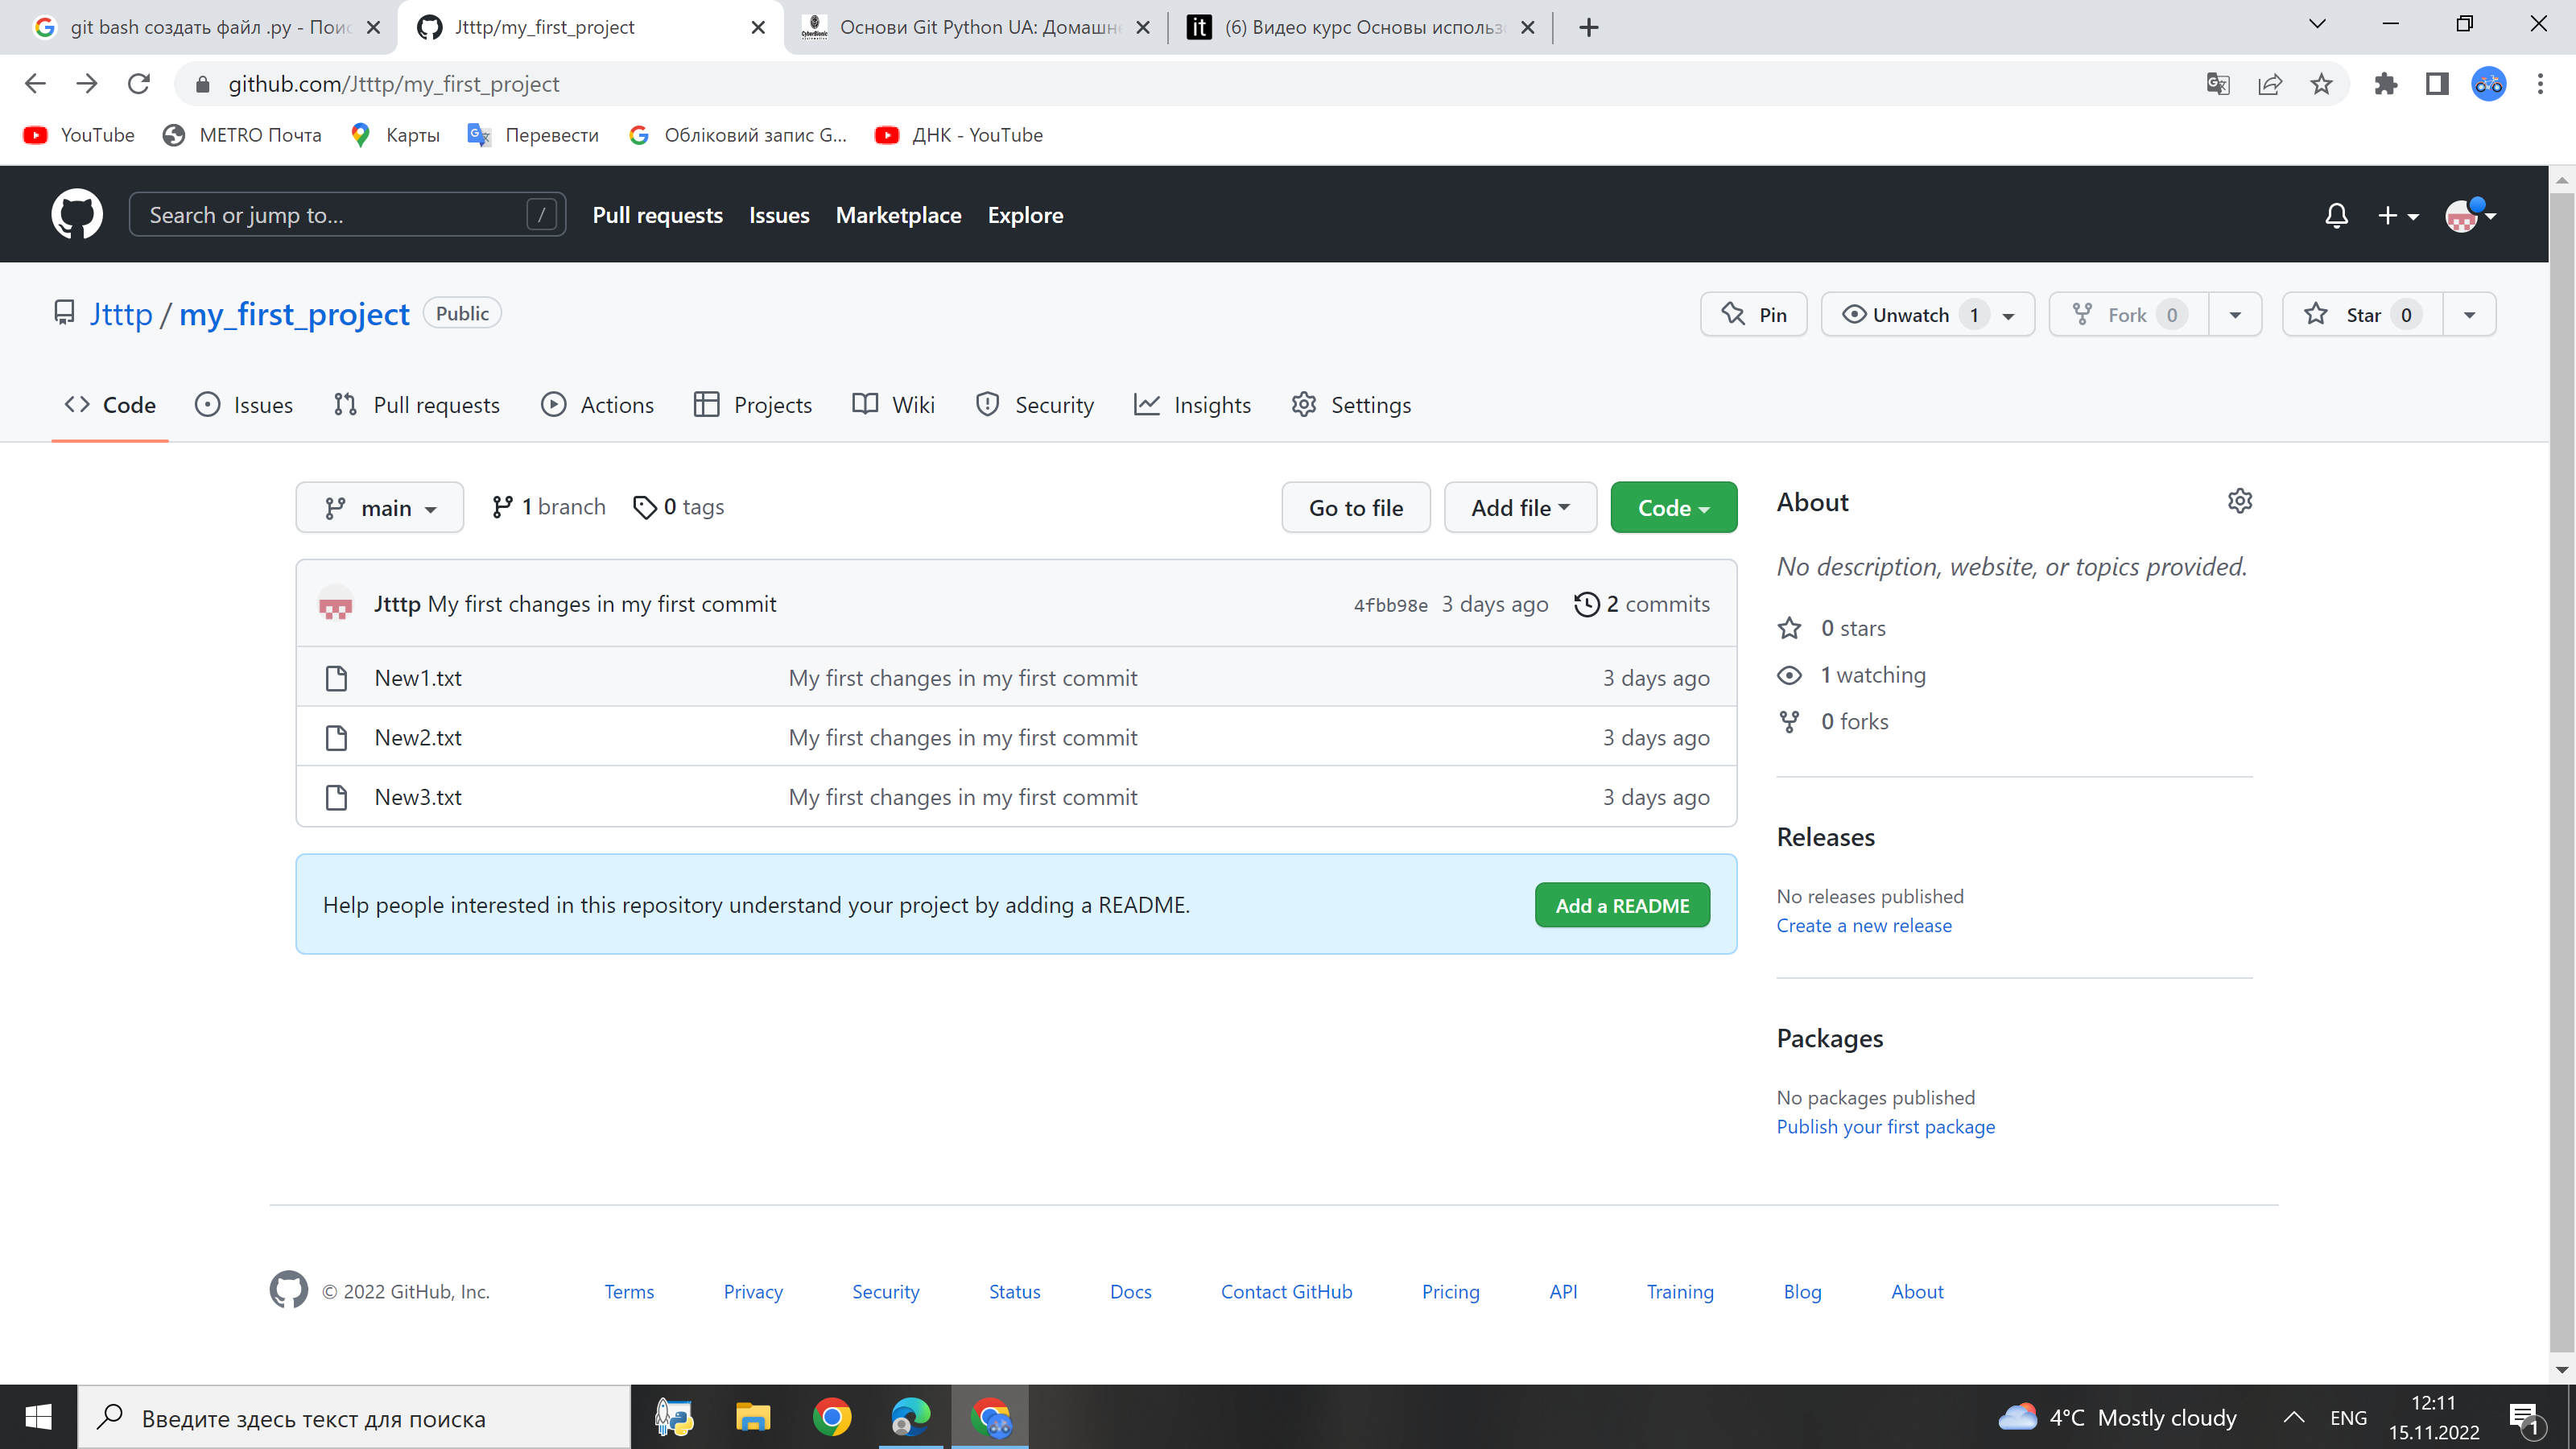 git bash создать файл .py - Поис
Jtttp/my_first_project
Основи Git Python UA: Домашне
(6) Видео курс Основы использо
github.com/Jtttp/my_first_project
YouTube
METRO Почта
Карты
Перевести
Обліковий запис G...
ДНК - YouTube
Search or jump to...
/
Pull requests
Issues
Marketplace
Explore
Jtttp / my_first_project Public
Pin
Unwatch 1
Fork 0
Star 0
Code
Issues
Pull requests
Actions
Projects
Wiki
Security
Insights
Settings
main
1 branch
0 tags
Go to file
Add file
Code
Jtttp My first changes in my first commit
4fbb98e 3 days ago
2 commits
New1.txt My first changes in my first commit 3 days ago
New2.txt My first changes in my first commit 3 days ago
New3.txt My first changes in my first commit 3 days ago
Help people interested in this repository understand your project by adding a README.
Add a README
About
No description, website, or topics provided.
0 stars
1 watching
0 forks
Releases
No releases published
Create a new release
Packages
No packages published
Publish your first package
© 2022 GitHub, Inc.
Terms
Privacy
Security
Status
Docs
Contact GitHub
Pricing
API
Training
Blog
About
Введите здесь текст для поиска
4°C Mostly cloudy
ENG
12:11
15.11.2022
1